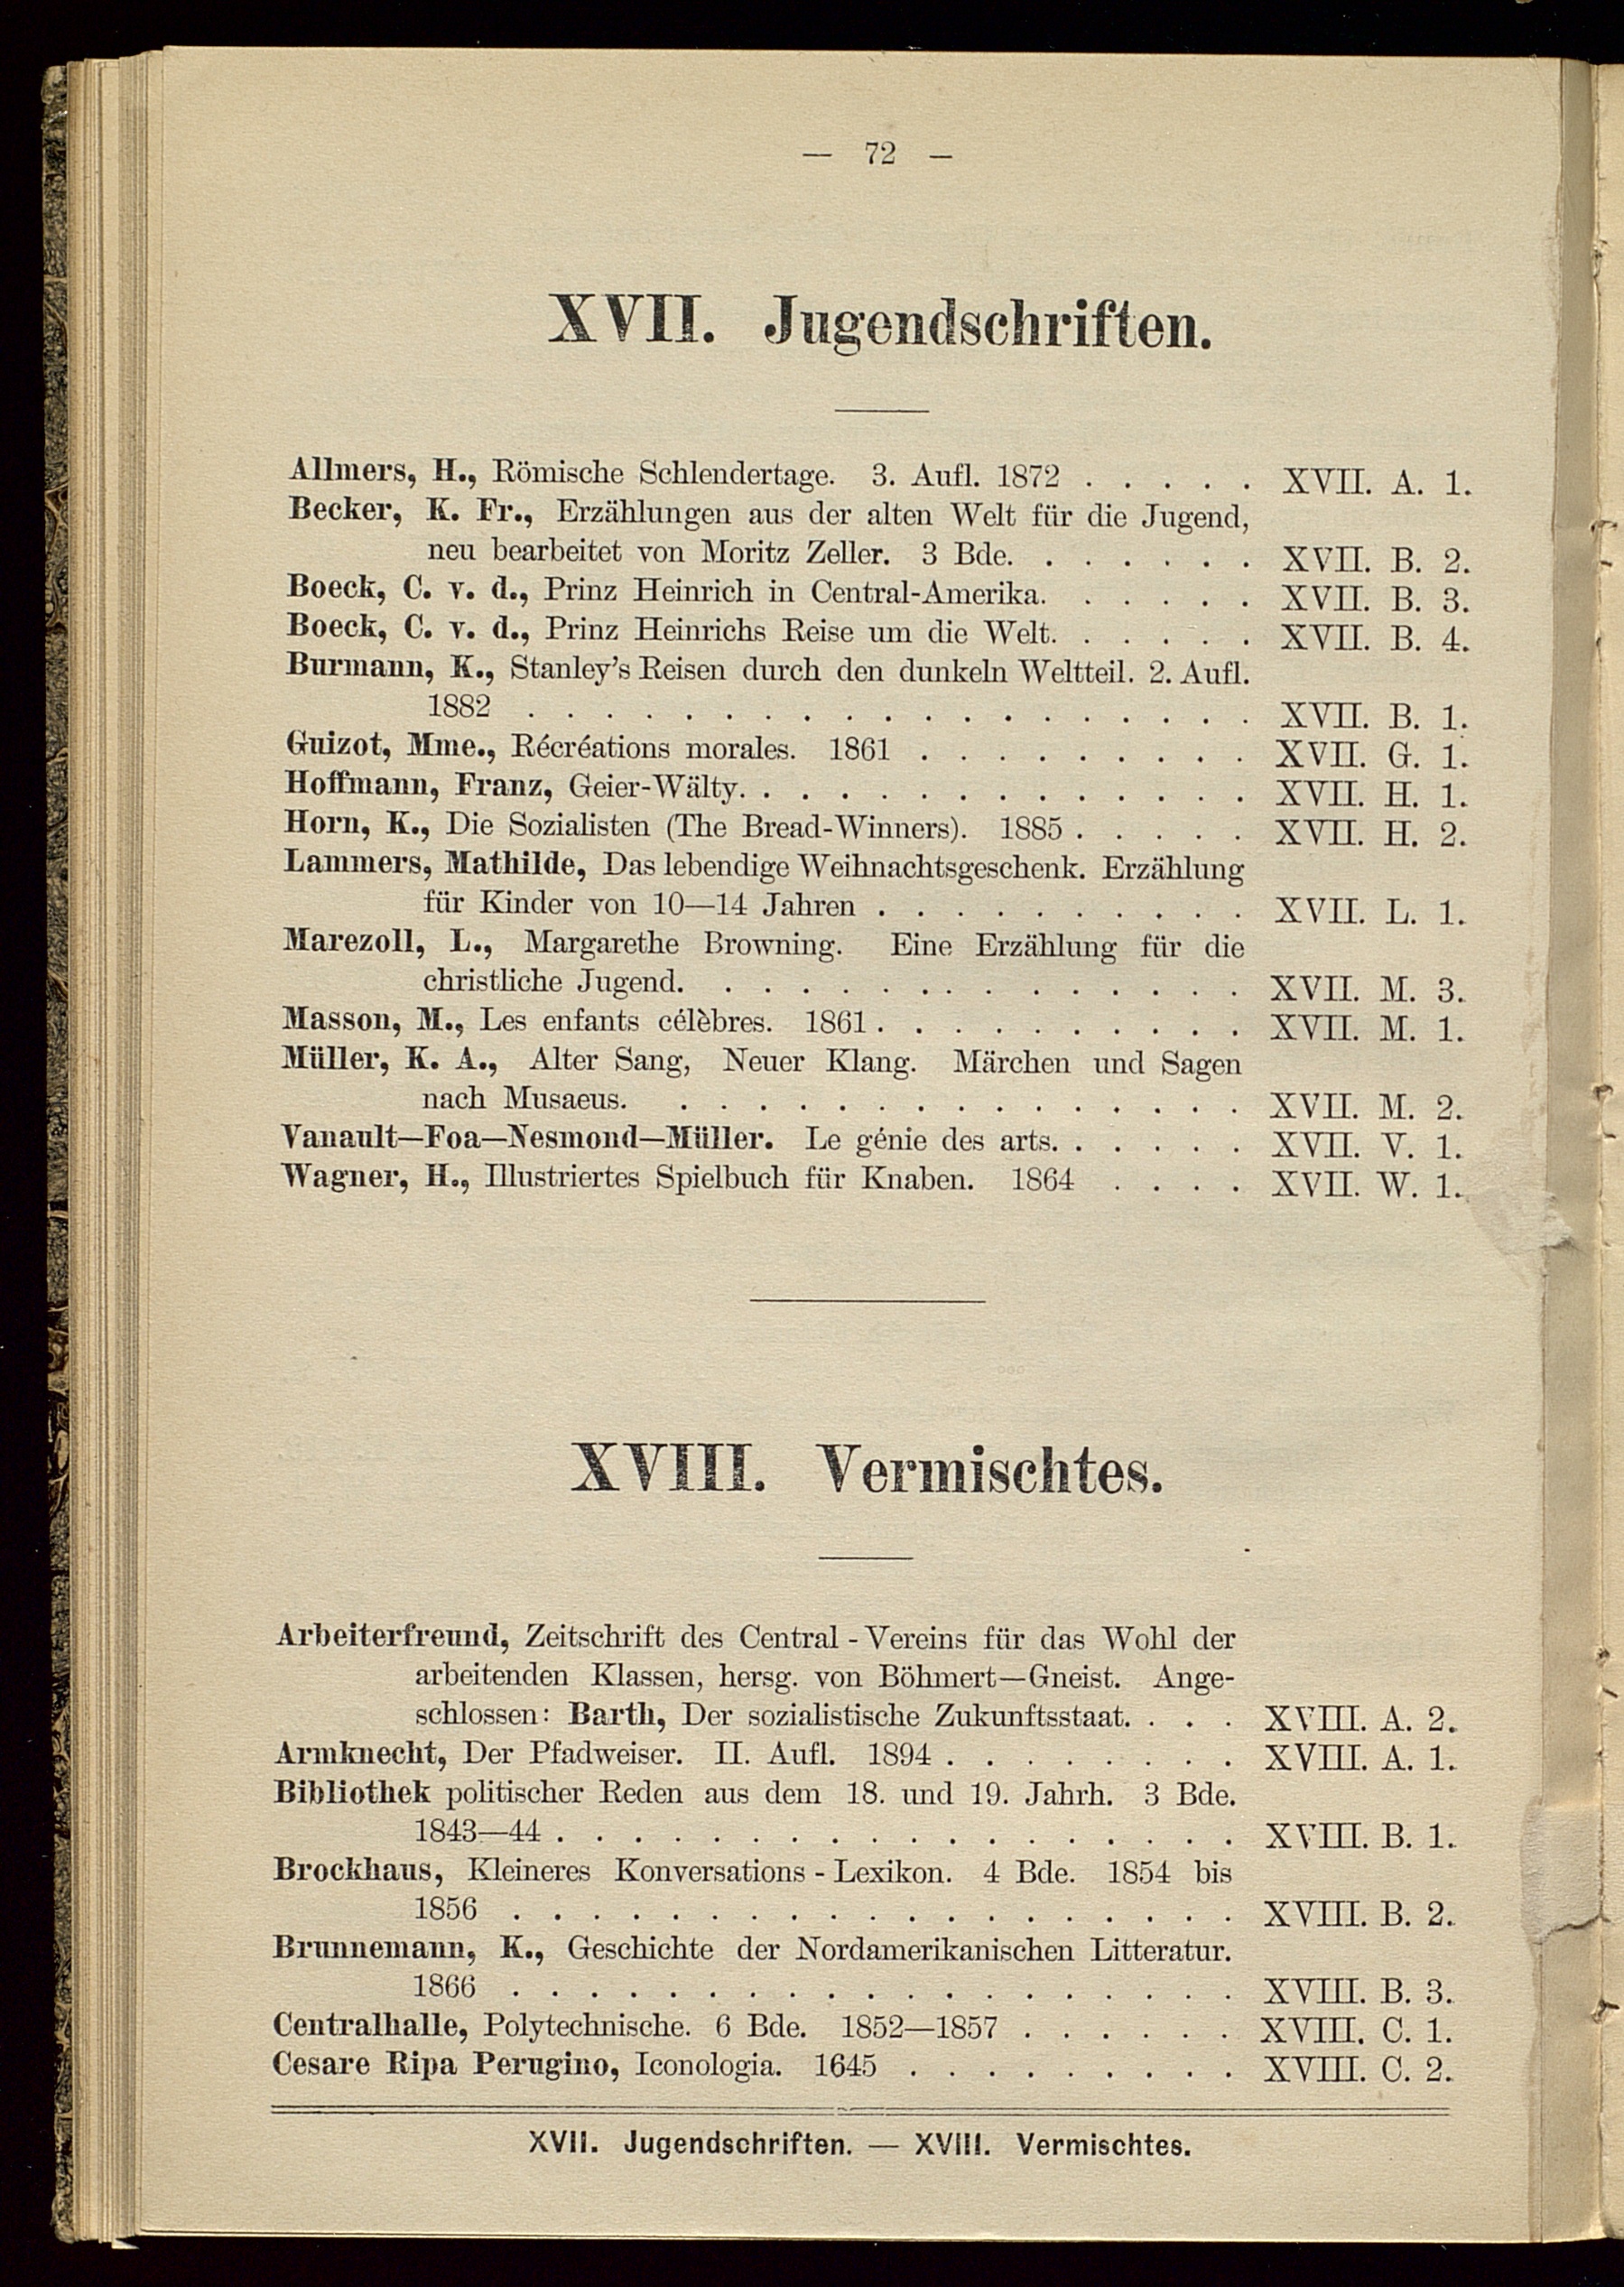 — 72 —
XVII. Jugendschriften.
Allmers, H., Römische Schlendertage. 3. Aufl. 1872 . . . . . XVII. A. 1.
Becker, K. Fr., Erzählungen aus der alten Welt für die Jugend,
neu bearbeitet von Moritz Zeller. 3 Bde. . . . . . . XVII. B. 2.
Boeck, C. v. d., Prinz Heinrich in Central-Amerika. . . . . . XVII. B. 3.
Boeck, C. v. d., Prinz Heinrichs Reise um die Welt. . . . . . XVII. B. 4.
Burmann, K., Stanley's Reisen durch den dunkeln Weltteil. 2. Aufl.
1882 . . . . . . . . . . . . . . . . . . . XVII. B. 1.
Guizot, Mme., Récréations morales. 1861 . . . . . . . . . XVII. G. 1.
Hoffmann, Franz, Geier-Wälty. . . . . . . . . . . . . . XVII. H. 1.
Horn, K., Die Sozialisten (The Bread-Winners). 1885 . . . . . XVII. H. 2.
Lammers, Mathilde, Das lebendige Weihnachtsgeschenk. Erzählung
für Kinder von 10—14 Jahren . . . . . . . . . . XVII. L. 1.
Marezoll, L., Margarethe Browning. Eine Erzählung für die
christliche Jugend. . . . . . . . . . . . . . . XVII. M. 3.
Masson, M., Les enfants célèbres. 1861 . . . . . . . . . . XVII. M. 1.
Müller, K. A., Alter Sang, Neuer Klang. Märchen und Sagen
nach Musaeus. . . . . . . . . . . . . . . . XVII. M. 2.
Vanault—Foa—Nesmond—Müller. Le génie des arts. . . . . . XVII. V. 1.
Wagner, H., Illustriertes Spielbuch für Knaben. 1864 . . . . XVII. W. 1.
XVIII. Vermischtes.
Arbeiterfreund, Zeitschrift des Central-Vereins für das Wohl der
arbeitenden Klassen, hersg. von Böhmert—Gneist. Ange-
schlossen: Barth, Der sozialistische Zukunftsstaat. . . . XVIII. A. 2.
Armknecht, Der Pfadweiser. II. Aufl. 1894 . . . . . . . . XVIII. A. 1.
Bibliothek politischer Reden aus dem 18. und 19. Jahrh. 3 Bde.
1843—44 . . . . . . . . . . . . . . . . . . XVIII. B. 1.
Brockhaus, Kleineres Konversations-Lexikon. 4 Bde. 1854 bis
1856 . . . . . . . . . . . . . . . . . . . XVIII. B. 2.
Brunnemann, K., Geschichte der Nordamerikanischen Litteratur.
1866 . . . . . . . . . . . . . . . . . . . XVIII. B. 3.
Centralhalle, Polytechnische. 6 Bde. 1852—1857 . . . . . . XVIII. C. 1.
Cesare Ripa Perugino, Iconologia. 1645 . . . . . . . . . XVIII. C. 2.
XVII. Jugendschriften. — XVIII. Vermischtes.